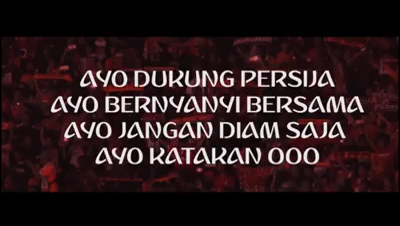 AYO DUKUNG PERSIJA
AYO BERNYANYI BERSAMA
AYO JANGAN DIAM SAJA
AYO KATAKAN OOO